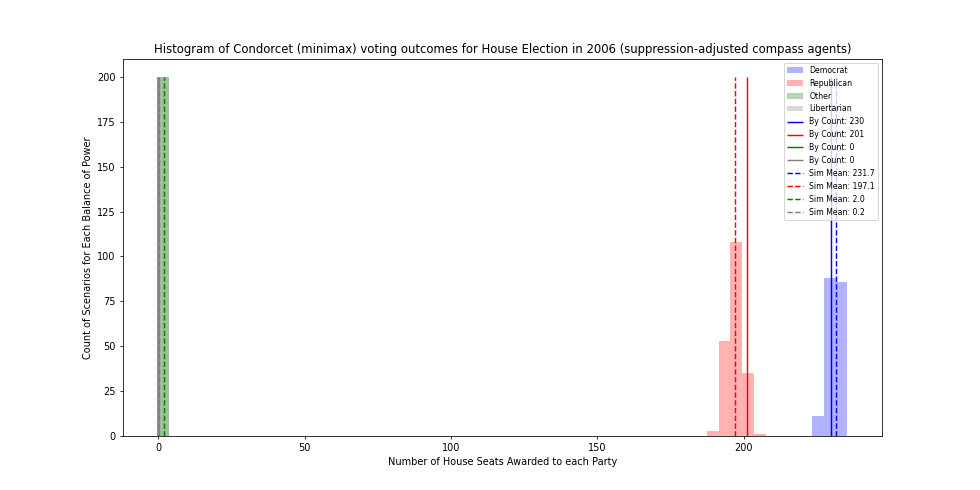 Histogram of Condorcet (minimax) voting outcomes for House Election in 2006 (suppression-adjusted compass agents)
Count of Scenarios for Each Balance of Power
200
175
150
125
100
75
50
25
0
Democrat
Republican
Other
Libertarian
By Count: 230
By Count: 201
By Count: 0
By Count: 0
Sim Mean: 231.7
Sim Mean: 197.1
Sim Mean: 2.0
Sim Mean: 0.2
0 50 100 150 200
Number of House Seats Awarded to each Party